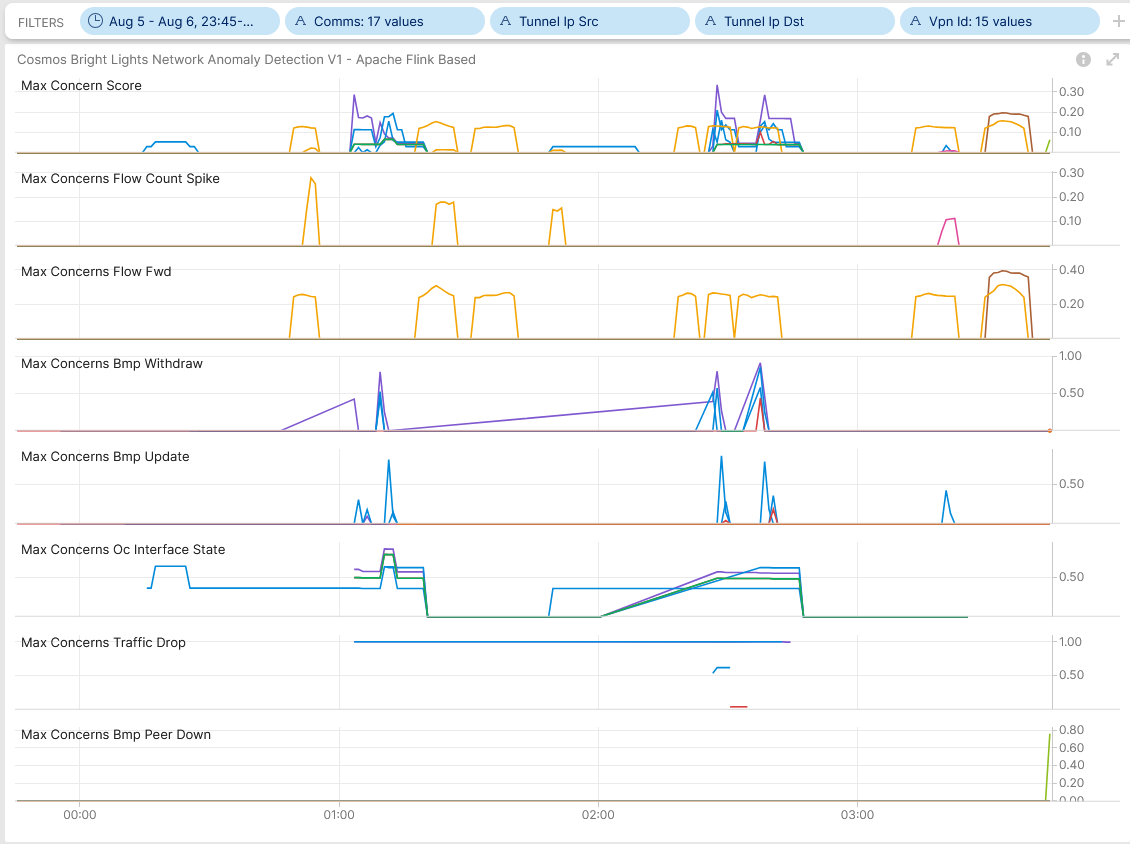 FILTERS
Aug 5 - Aug 6, 23:45-...
A Comms: 17 values
A Tunnel Ip Src
A Tunnel Ip Dst
A Vpn Id: 15 values
Cosmos Bright Lights Network Anomaly Detection V1 - Apache Flink Based
Max Concern Score
0.30
0.20
0.10
Max Concerns Flow Count Spike
0.30
0.20
0.10
Max Concerns Flow Fwd
0.40
0.20
Max Concerns Bmp Withdraw
1.00
0.50
Max Concerns Bmp Update
0.50
Max Concerns Oc Interface State
0.50
Max Concerns Traffic Drop
1.00
0.50
Max Concerns Bmp Peer Down
0.80
0.60
0.40
0.20
0.00
00:00
01:00
02:00
03:00